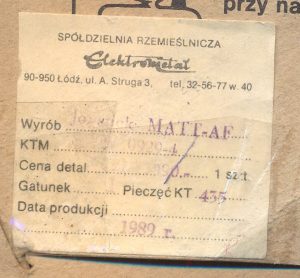 przy na
SPÓŁDZIELNIA RZEMIEŚLNICZA
Elektrometal
90-950 Łódź, ul. A. Struga 3, tel. 32-56-77 w. 40
Wyrób MATT-AF
KTM
Cena detal. 1 szt.
Gatunek Pieczęć KT 435
Data produkcji
1989 r.